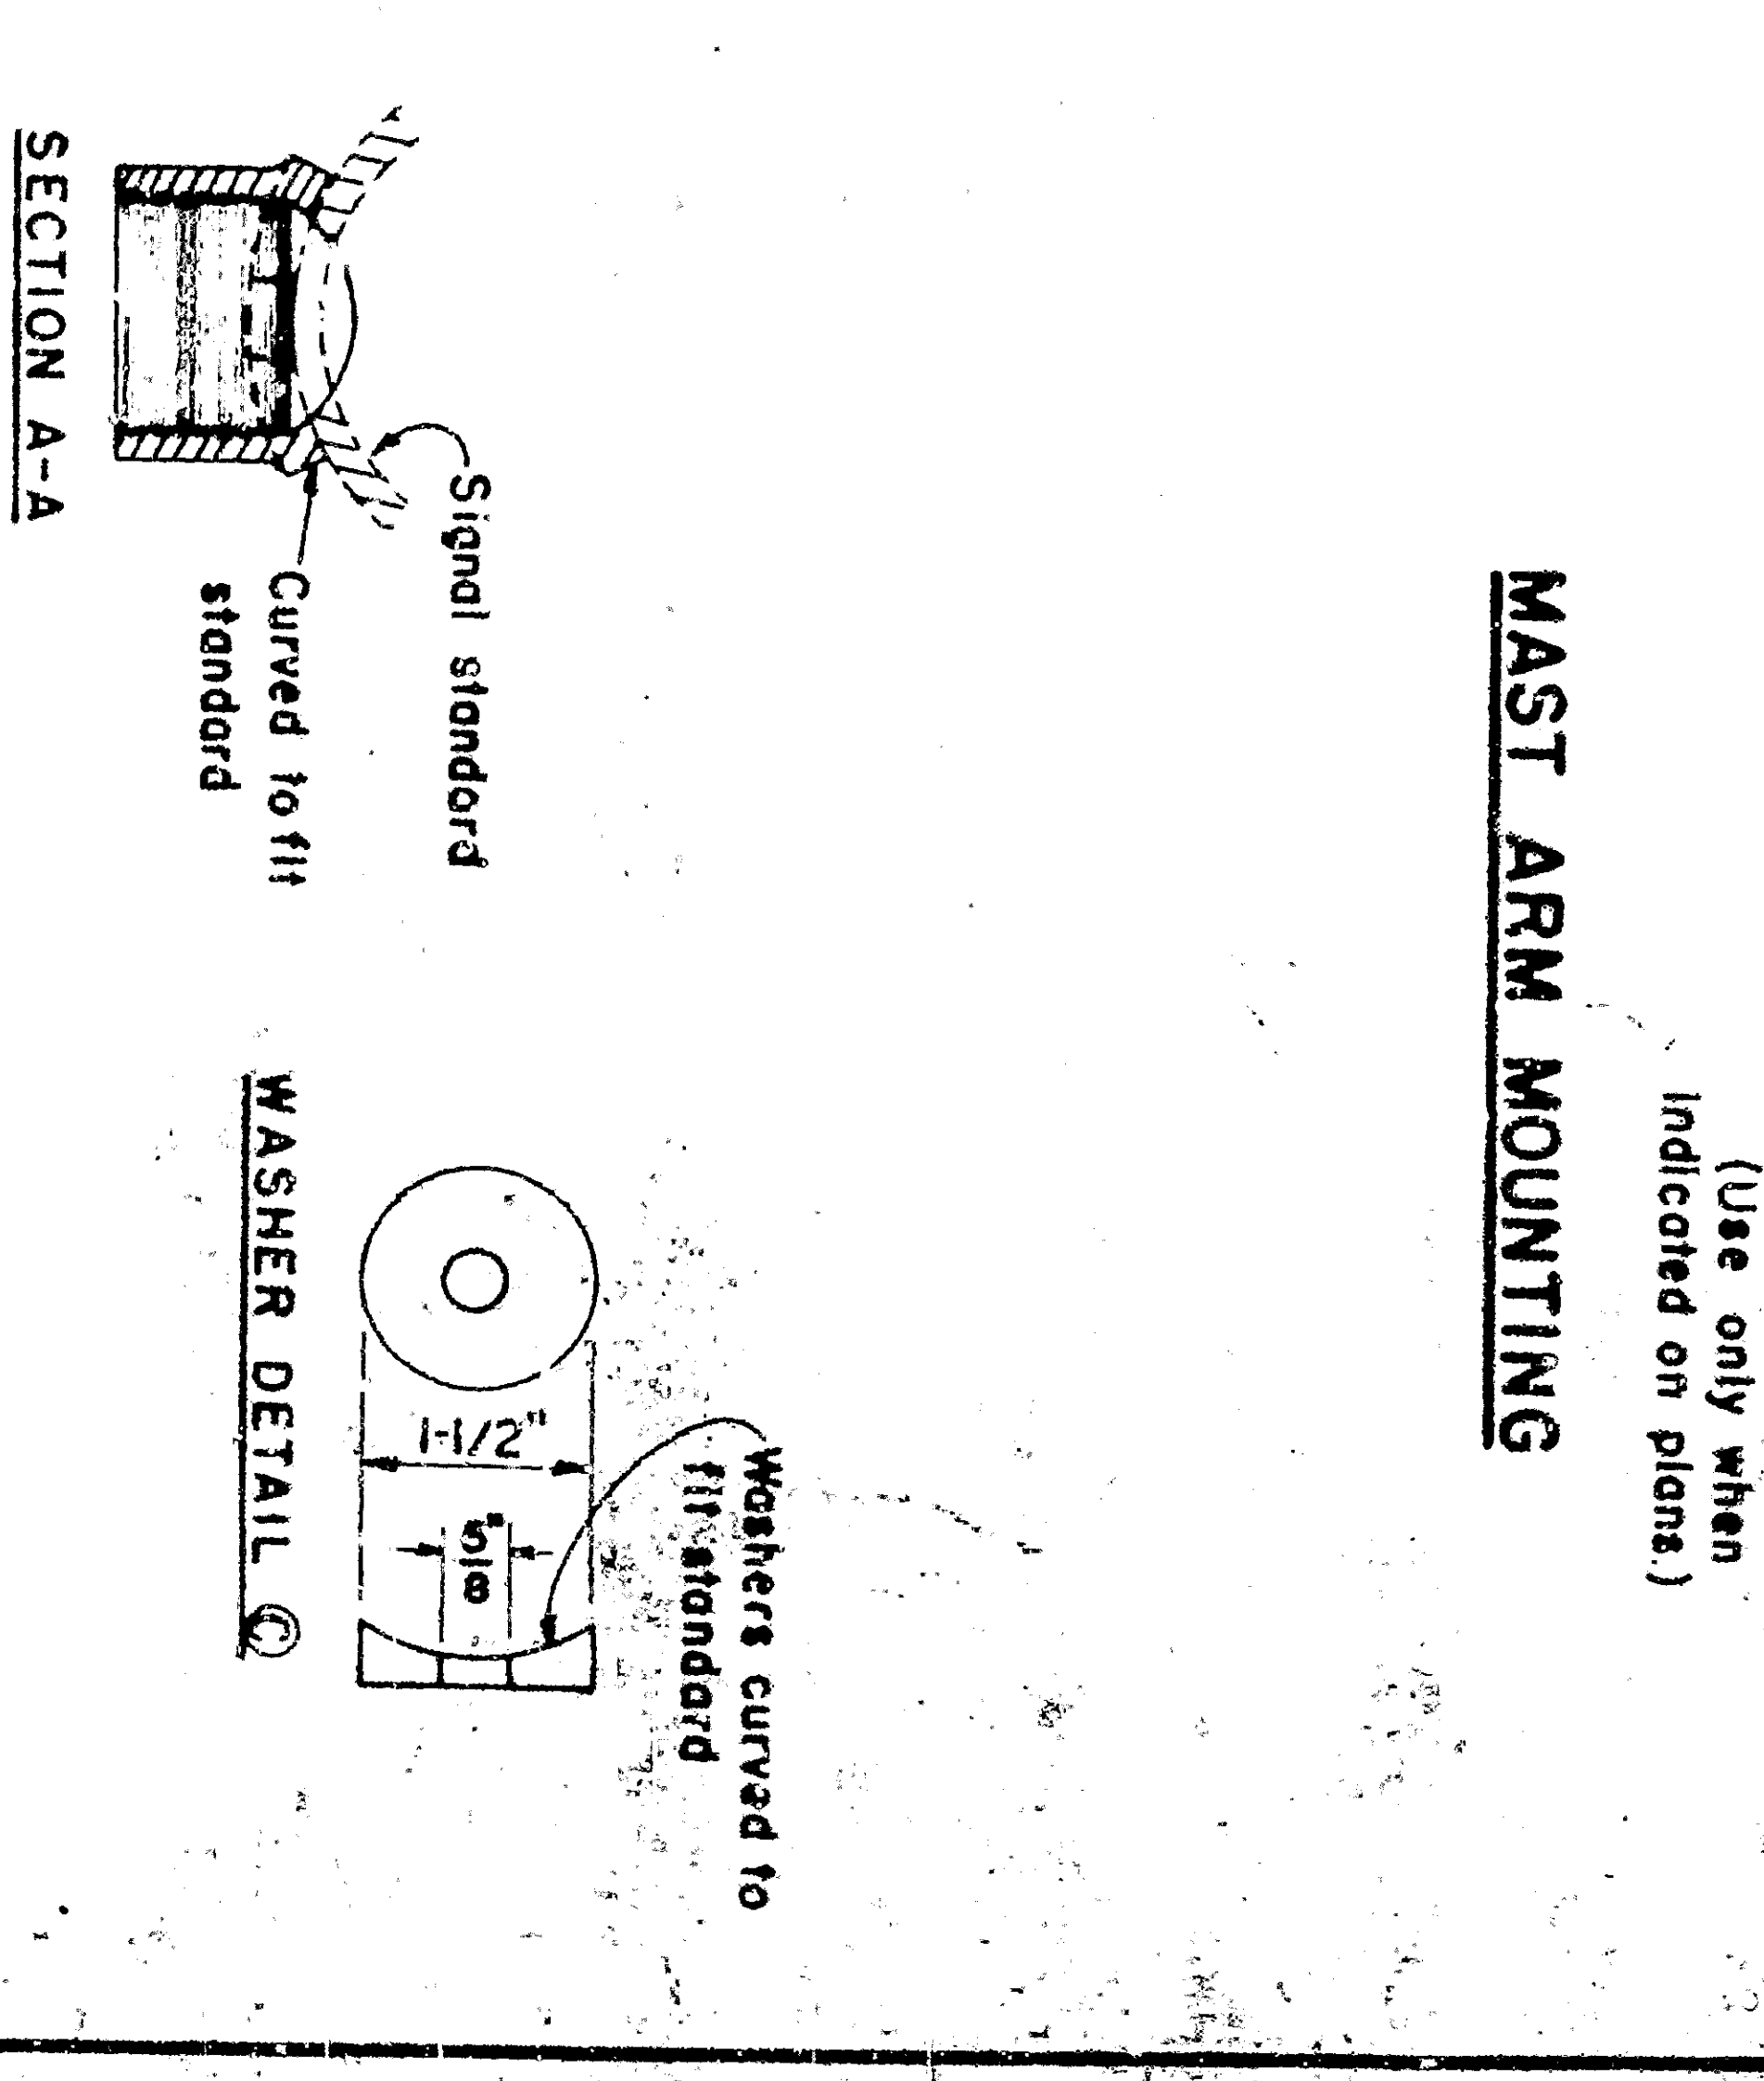 (Use only when
indicated on plans.)
MAST ARM MOUNTING
Signal standard
Curved to fit
standard
SECTION A-A
Washers curved to
fit standard
1-1/2"
5"
8
WASHER DETAIL ©